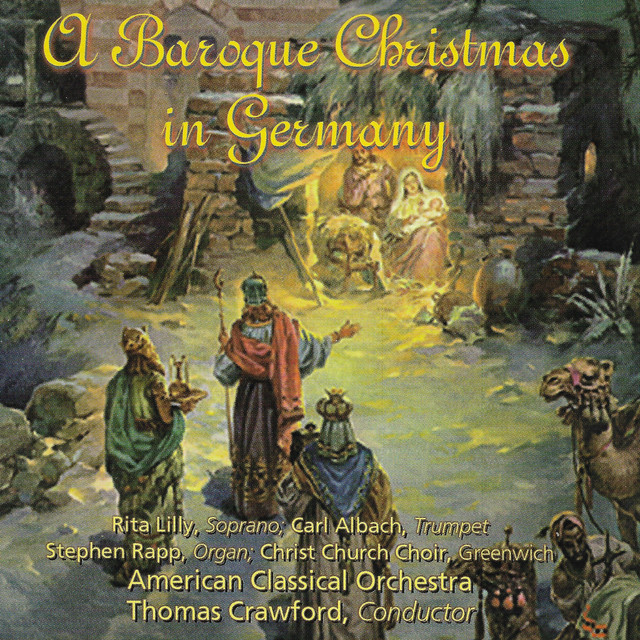 A Baroque Christmas
in Germany
Rita Lilly, Soprano; Carl Albach, Trumpet
Stephen Rapp, Organ; Christ Church Choir, Greenwich
American Classical Orchestra
Thomas Crawford, Conductor